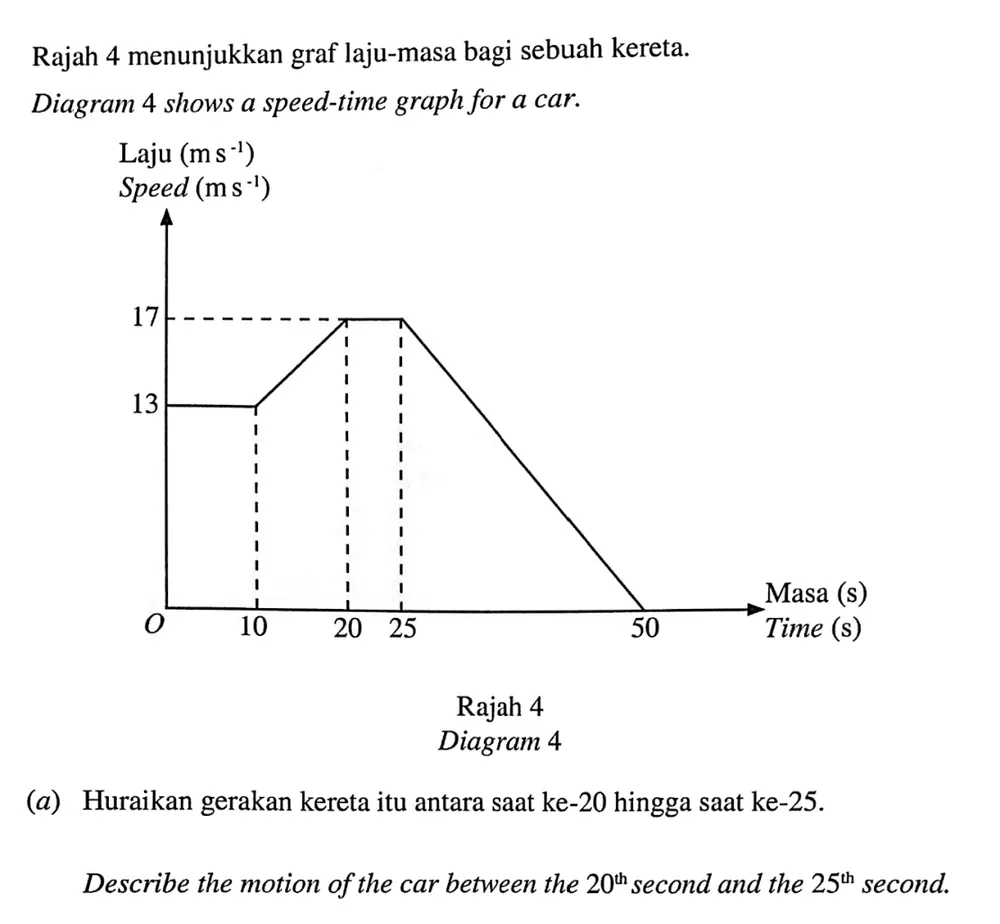 Rajah 4 menunjukkan graf laju-masa bagi sebuah kereta.
Diagram 4 shows a speed-time graph for a car.
Laju (m s⁻¹)
Speed (m s⁻¹)
17
13
O
10
20
25
50
Masa (s)
Time (s)
Rajah 4
Diagram 4
(a) Huraikan gerakan kereta itu antara saat ke-20 hingga saat ke-25.
Describe the motion of the car between the 20ᵗʰ second and the 25ᵗʰ second.